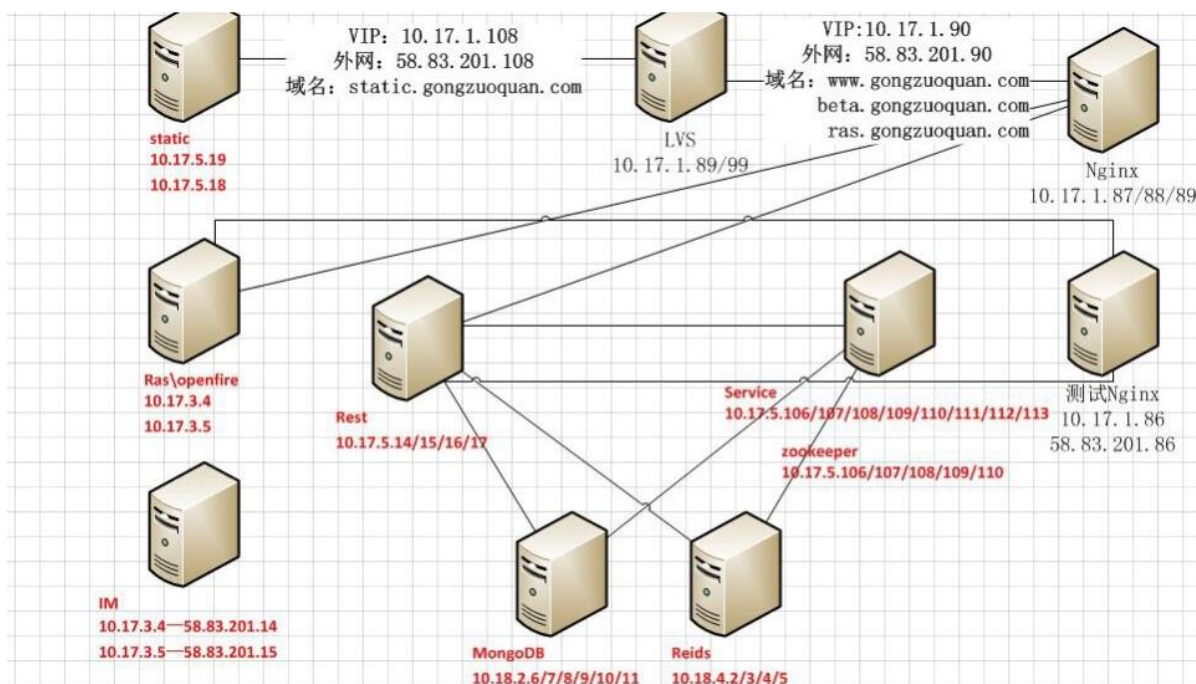 VIP: 10.17.1.108
外网: 58.83.201.108
域名: static.gongzuoquan.com
VIP:10.17.1.90
外网: 58.83.201.90
域名: www.gongzuoquan.com
beta.gongzuoquan.com
ras.gongzuoquan.com
static
10.17.5.19
10.17.5.18
LVS
10.17.1.89/99
Nginx
10.17.1.87/88/89
Ras\openfire
10.17.3.4
10.17.3.5
Rest
10.17.5.14/15/16/17
Service
10.17.5.106/107/108/109/110/111/112/113
zookeeper
10.17.5.106/107/108/109/110
测试Nginx
10.17.1.86
58.83.201.86
IM
10.17.3.4—58.83.201.14
10.17.3.5—58.83.201.15
MongoDB
10.18.2.6/7/8/9/10/11
Reids
10.18.4.2/3/4/5